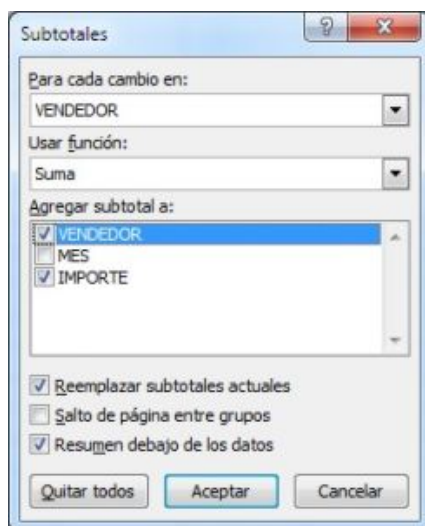 Subtotales
Para cada cambio en:
VENDEDOR
Usar función:
Suma
Agregar subtotal a:
VENDEDOR
MES
IMPORTE
Reemplazar subtotales actuales
Salto de página entre grupos
Resumen debajo de los datos
Quitar todos Aceptar Cancelar